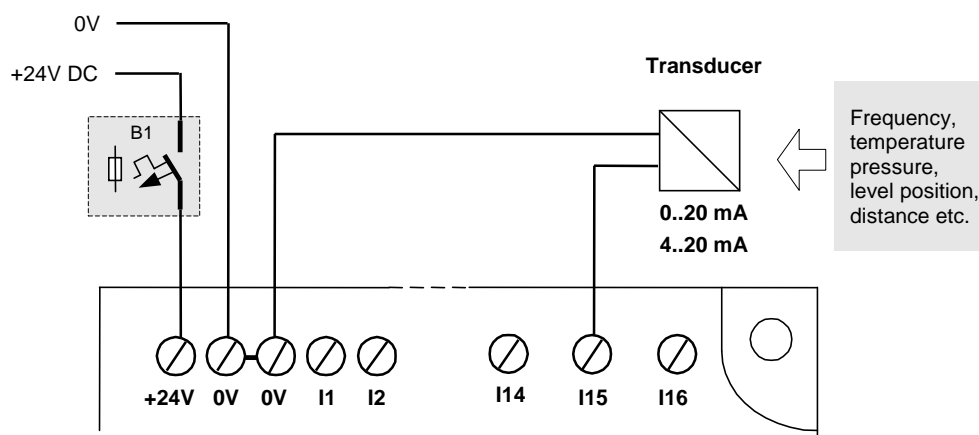 0V
+24V DC
B1
Transducer
0..20 mA
4..20 mA
Frequency,
temperature
pressure,
level position,
distance etc.
+24V 0V 0V I1 I2 I14 I15 I16